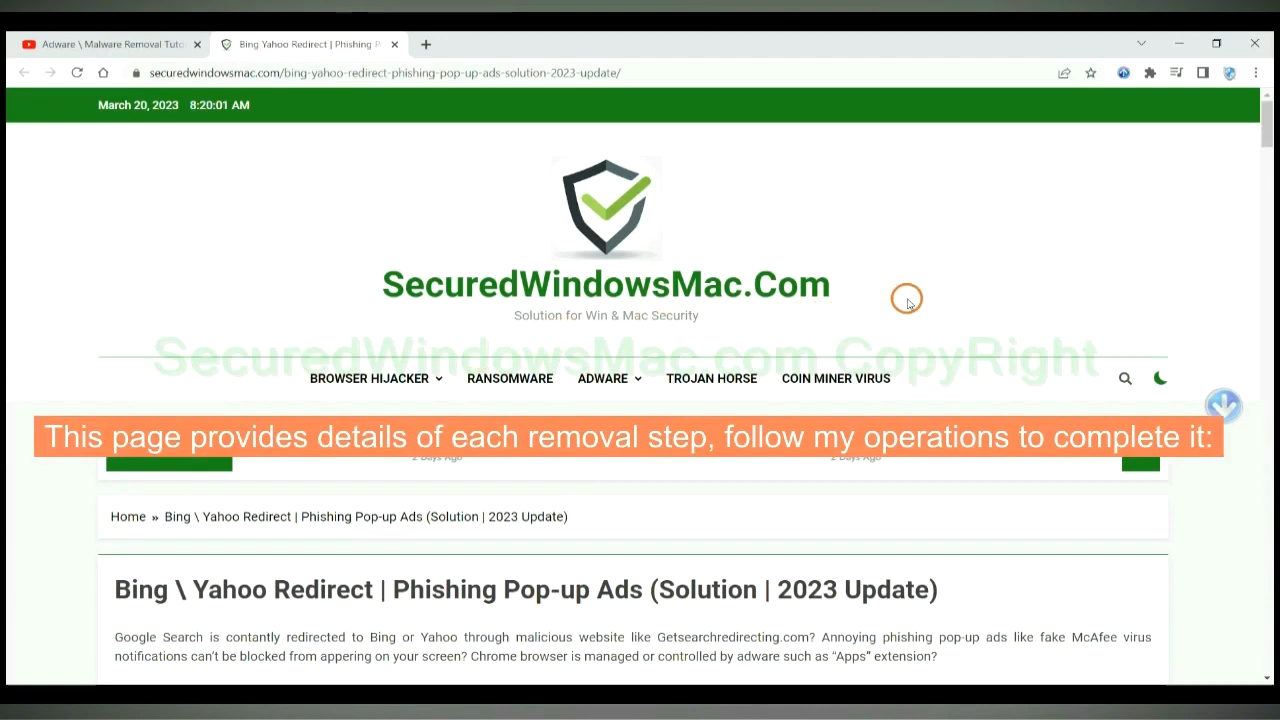 Adware \ Malware Removal Tuto
Bing Yahoo Redirect | Phishing P
securedwindowsmac.com/bing-yahoo-redirect-phishing-pop-up-ads-solution-2023-update/
March 20, 2023 8:20:01 AM
SecuredWindowsMac.Com
Solution for Win & Mac Security
SecuredWindowsMac.com CopyRight
BROWSER HIJACKER RANSOMWARE ADWARE TROJAN HORSE COIN MINER VIRUS
This page provides details of each removal step, follow my operations to complete it:
2 Days Ago 2 Days Ago
Home » Bing \ Yahoo Redirect | Phishing Pop-up Ads (Solution | 2023 Update)
Bing \ Yahoo Redirect | Phishing Pop-up Ads (Solution | 2023 Update)
Google Search is contantly redirected to Bing or Yahoo through malicious website like Getsearchredirecting.com? Annoying phishing pop-up ads like fake McAfee virus
notifications can’t be blocked from appering on your screen? Chrome browser is managed or controlled by adware such as “Apps” extension?